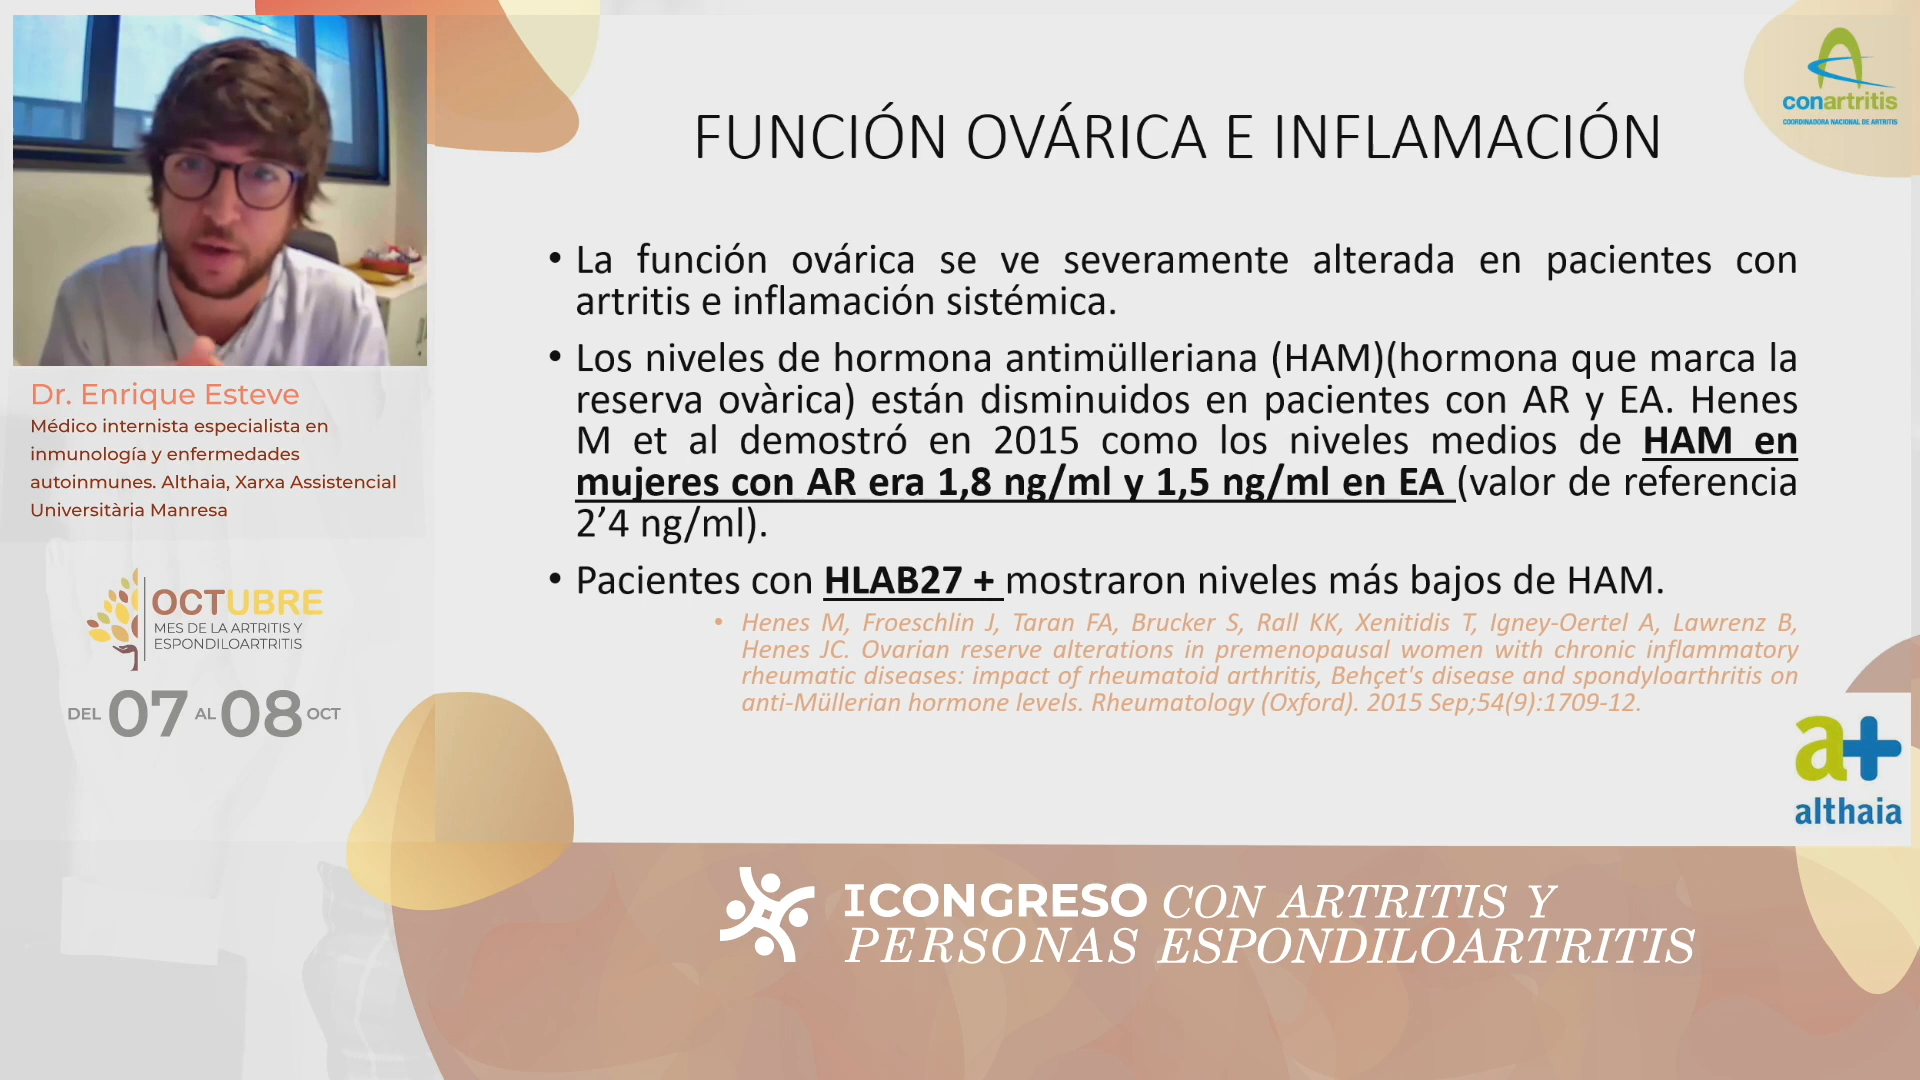 conartritis
COORDINADORA NACIONAL DE ARTRITIS
FUNCIÓN OVÁRICA E INFLAMACIÓN
• La función ovárica se ve severamente alterada en pacientes con
artritis e inflamación sistémica.
• Los niveles de hormona antimülleriana (HAM)(hormona que marca la
reserva ovàrica) están disminuidos en pacientes con AR y EA. Henes
M et al demostró en 2015 como los niveles medios de HAM en
mujeres con AR era 1,8 ng/ml y 1,5 ng/ml en EA (valor de referencia
2’4 ng/ml).
• Pacientes con HLAB27 + mostraron niveles más bajos de HAM.
• Henes M, Froeschlin J, Taran FA, Brucker S, Rall KK, Xenitidis T, Igney-Oertel A, Lawrenz B,
Henes JC. Ovarian reserve alterations in premenopausal women with chronic inflammatory
rheumatic diseases: impact of rheumatoid arthritis, Behçet's disease and spondyloarthritis on
anti-Müllerian hormone levels. Rheumatology (Oxford). 2015 Sep;54(9):1709-12.
Dr. Enrique Esteve
Médico internista especialista en
inmunología y enfermedades
autoinmunes. Althaia, Xarxa Assistencial
Universitària Manresa
OCTUBRE
MES DE LA ARTRITIS Y
ESPONDILOARTRITIS
DEL 07 AL 08 OCT
a+
althaia
I CONGRESO CON ARTRITIS Y
PERSONAS ESPONDILOARTRITIS